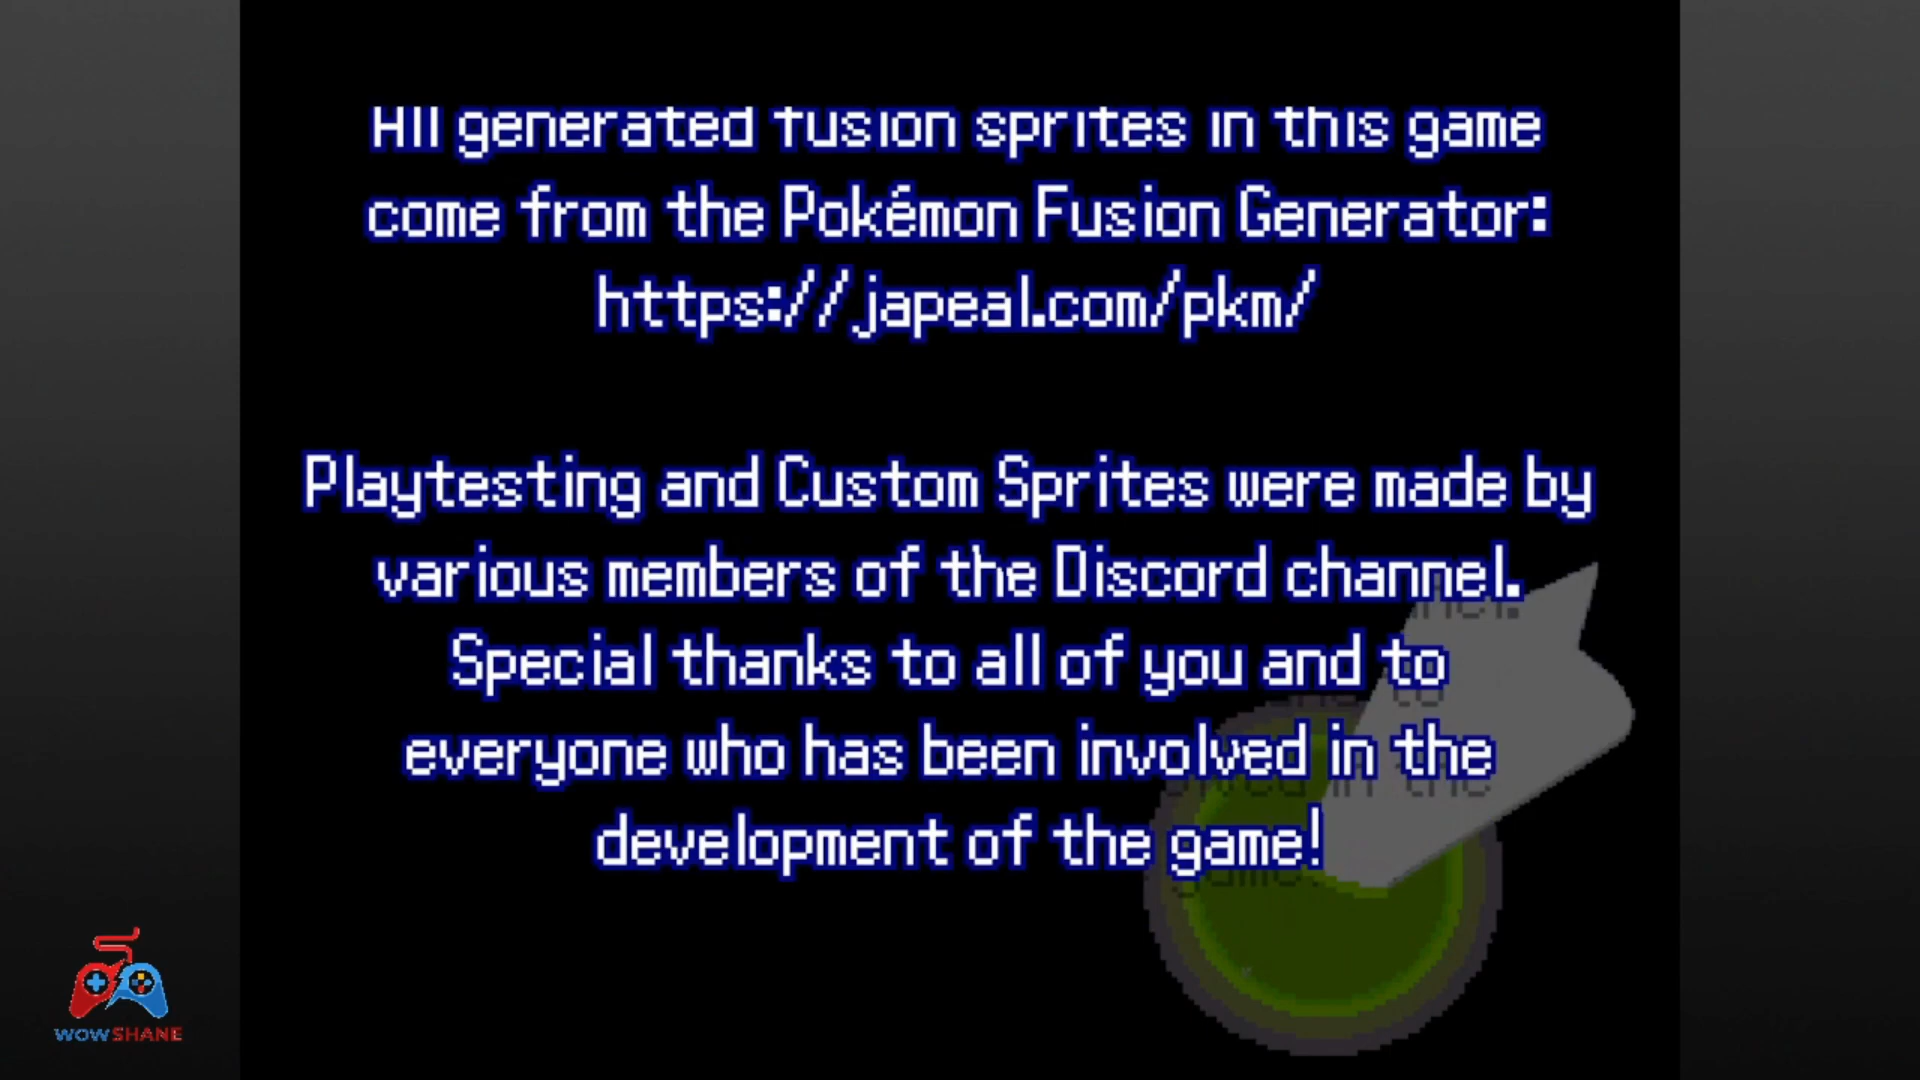 All generated fusion sprites in this game
come from the Pokémon Fusion Generator:
https://japeal.com/pkm/
Playtesting and Custom Sprites were made by
various members of the Discord channel.
Special thanks to all of you and to
everyone who has been involved in the
development of the game!
WOWSHANE